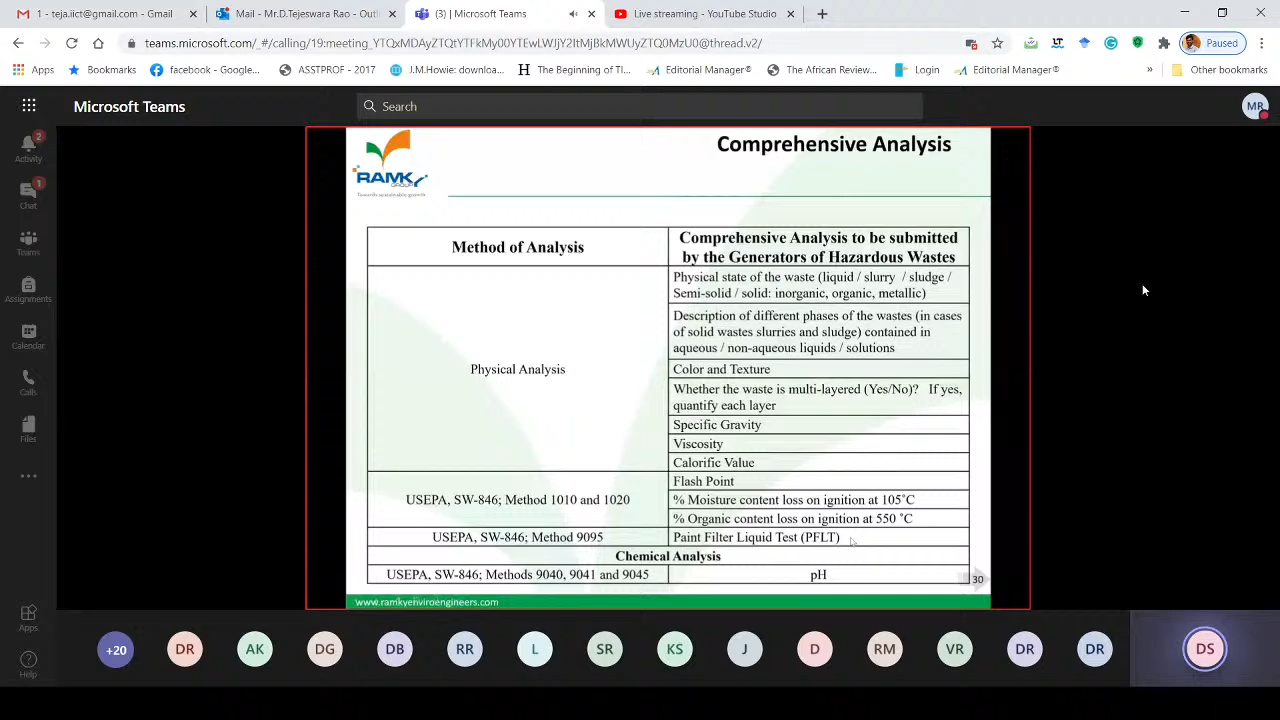 1 - teja.iict@gmail.com - Gmail
Mail - Mr.D.Tejeswara Rao - Outl
(3) | Microsoft Teams
Live streaming - YouTube Studio
Paused
Apps
Bookmarks
facebook - Google...
ASSTPROF - 2017
J.M.Howie: downloa...
The Beginning of TI...
Editorial Manager®
The African Review...
Login
Editorial Manager®
Other bookmarks
Microsoft Teams
Search
MR
Activity
2
Chat
1
Teams
Assignments
Calendar
Calls
Files
Apps
Help
RAMKY
GROUP
Towards sustainable growth
Comprehensive Analysis
Method of Analysis
Comprehensive Analysis to be submitted
by the Generators of Hazardous Wastes
Physical Analysis
Physical state of the waste (liquid / slurry / sludge /
Semi-solid / solid: inorganic, organic, metallic)
Description of different phases of the wastes (in cases
of solid wastes slurries and sludge) contained in
aqueous / non-aqueous liquids / solutions
Color and Texture
Whether the waste is multi-layered (Yes/No)? If yes,
quantify each layer
Specific Gravity
Viscosity
Calorific Value
USEPA, SW-846; Method 1010 and 1020
Flash Point
% Moisture content loss on ignition at 105˚C
% Organic content loss on ignition at 550 ˚C
USEPA, SW-846; Method 9095
Paint Filter Liquid Test (PFLT)
Chemical Analysis
USEPA, SW-846; Methods 9040, 9041 and 9045
pH
30
www.ramkyenviroengineers.com
+20
DR
AK
DG
DB
RR
L
SR
KS
J
D
RM
VR
DR
DR
DS